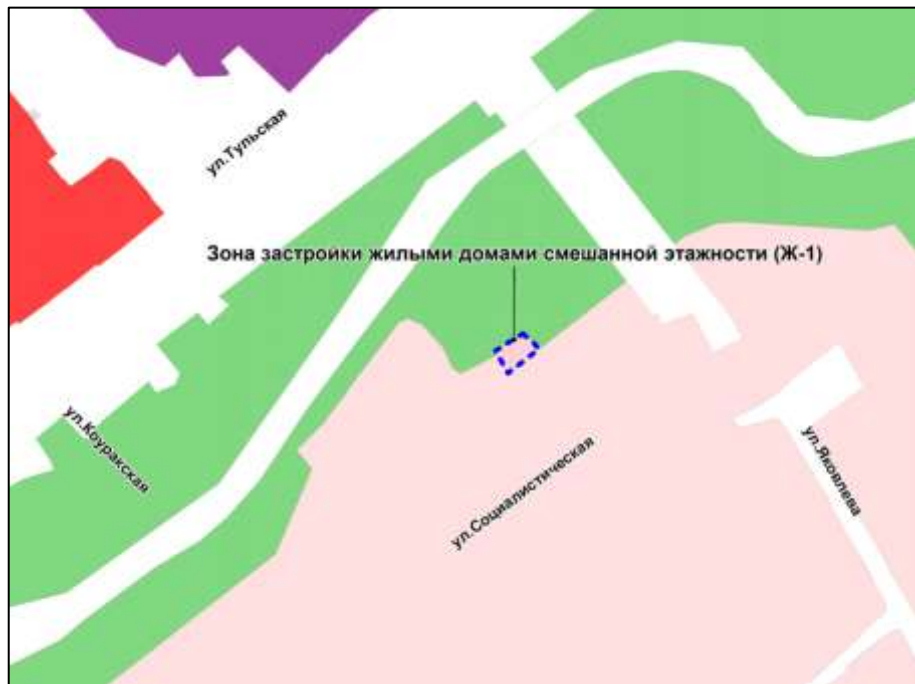 ул.Тульская
Зона застройки жилыми домами смешанной этажности (Ж-1)
ул.Коуракская
ул.Социалистическая
ул.Яковлева